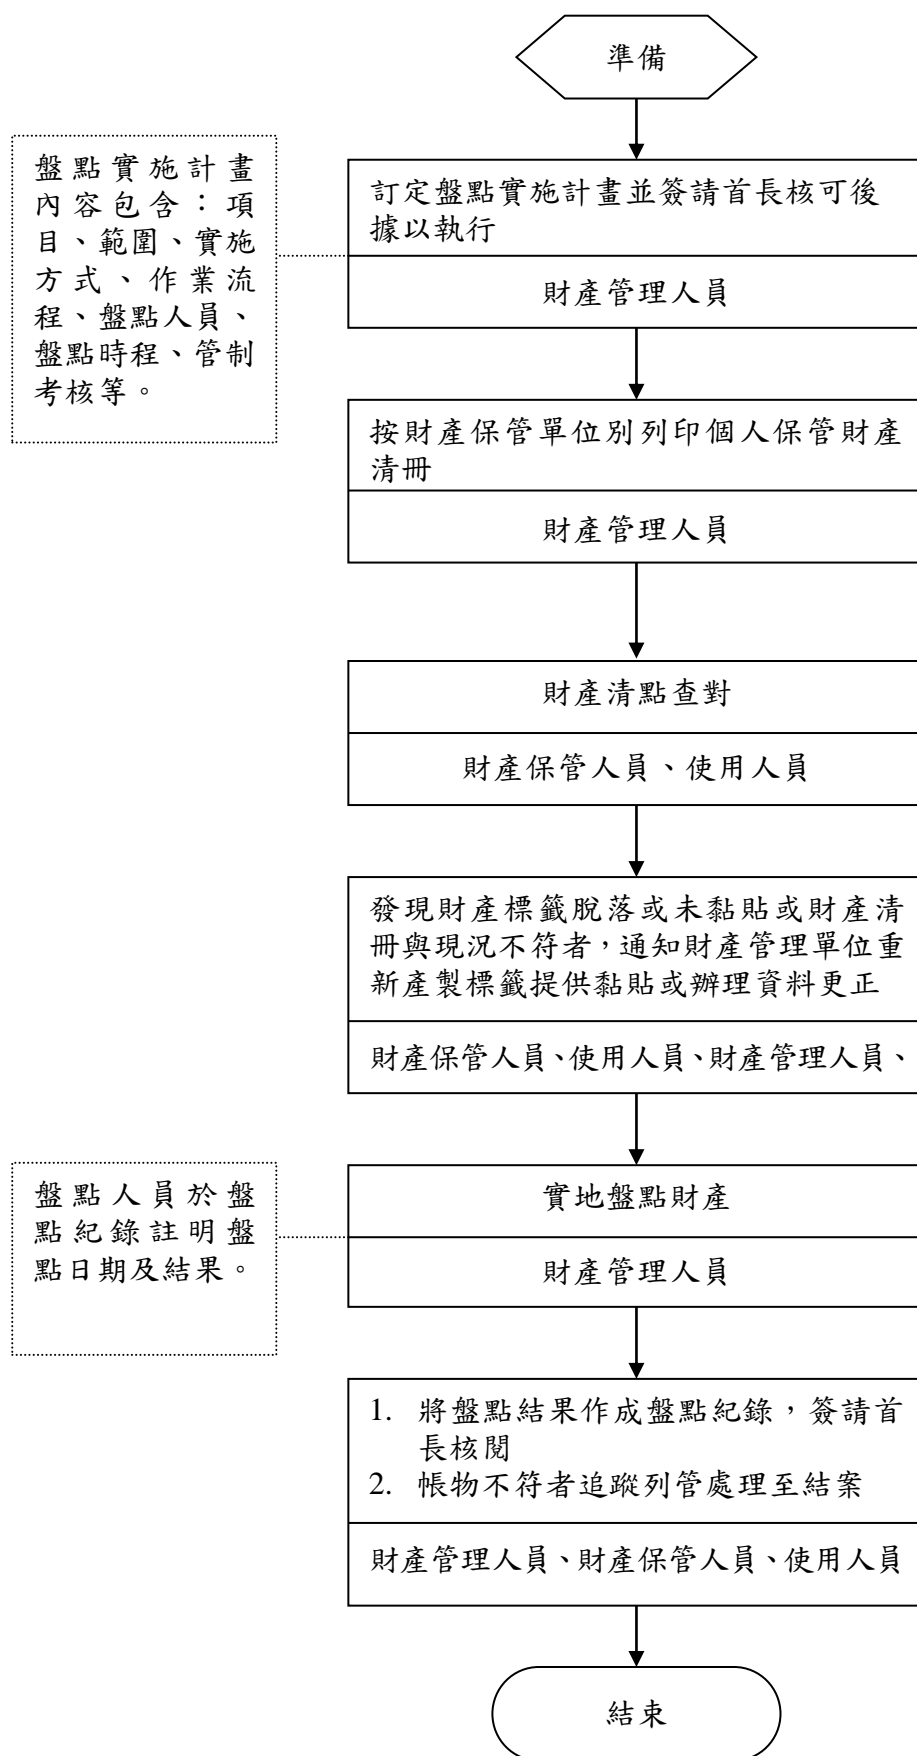 準備
盤點實施計畫
內容包含：項
目、範圍、實施
方式、作業流
程、盤點人員、
盤點時程、管制
考核等。
訂定盤點實施計畫並簽請首長核可後
據以執行
財產管理人員
按財產保管單位別列印個人保管財產
清冊
財產管理人員
財產清點查對
財產保管人員、使用人員
發現財產標籤脫落或未黏貼或財產清
冊與現況不符者，通知財產管理單位重
新產製標籤提供黏貼或辦理資料更正
財產保管人員、使用人員、財產管理人員、
盤點人員於盤
點紀錄註明盤
點日期及結果。
實地盤點財產
財產管理人員
1. 將盤點結果作成盤點紀錄，簽請首
長核閱
2. 帳物不符者追蹤列管處理至結案
財產管理人員、財產保管人員、使用人員
結束